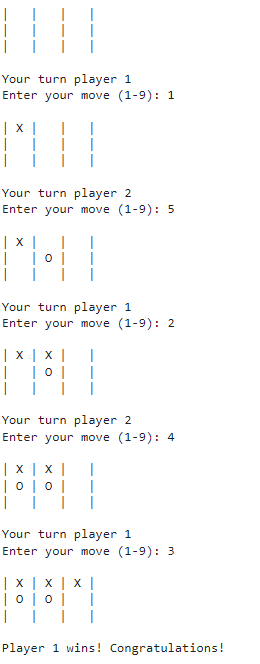 |   |   |   |
|   |   |   |
|   |   |   |
Your turn player 1
Enter your move (1-9): 1
| X |   |   |
|   |   |   |
|   |   |   |
Your turn player 2
Enter your move (1-9): 5
| X |   |   |
|   | O |   |
|   |   |   |
Your turn player 1
Enter your move (1-9): 2
| X | X |   |
|   | O |   |
|   |   |   |
Your turn player 2
Enter your move (1-9): 4
| X | X |   |
| O | O |   |
|   |   |   |
Your turn player 1
Enter your move (1-9): 3
| X | X | X |
| O | O |   |
|   |   |   |
Player 1 wins! Congratulations!